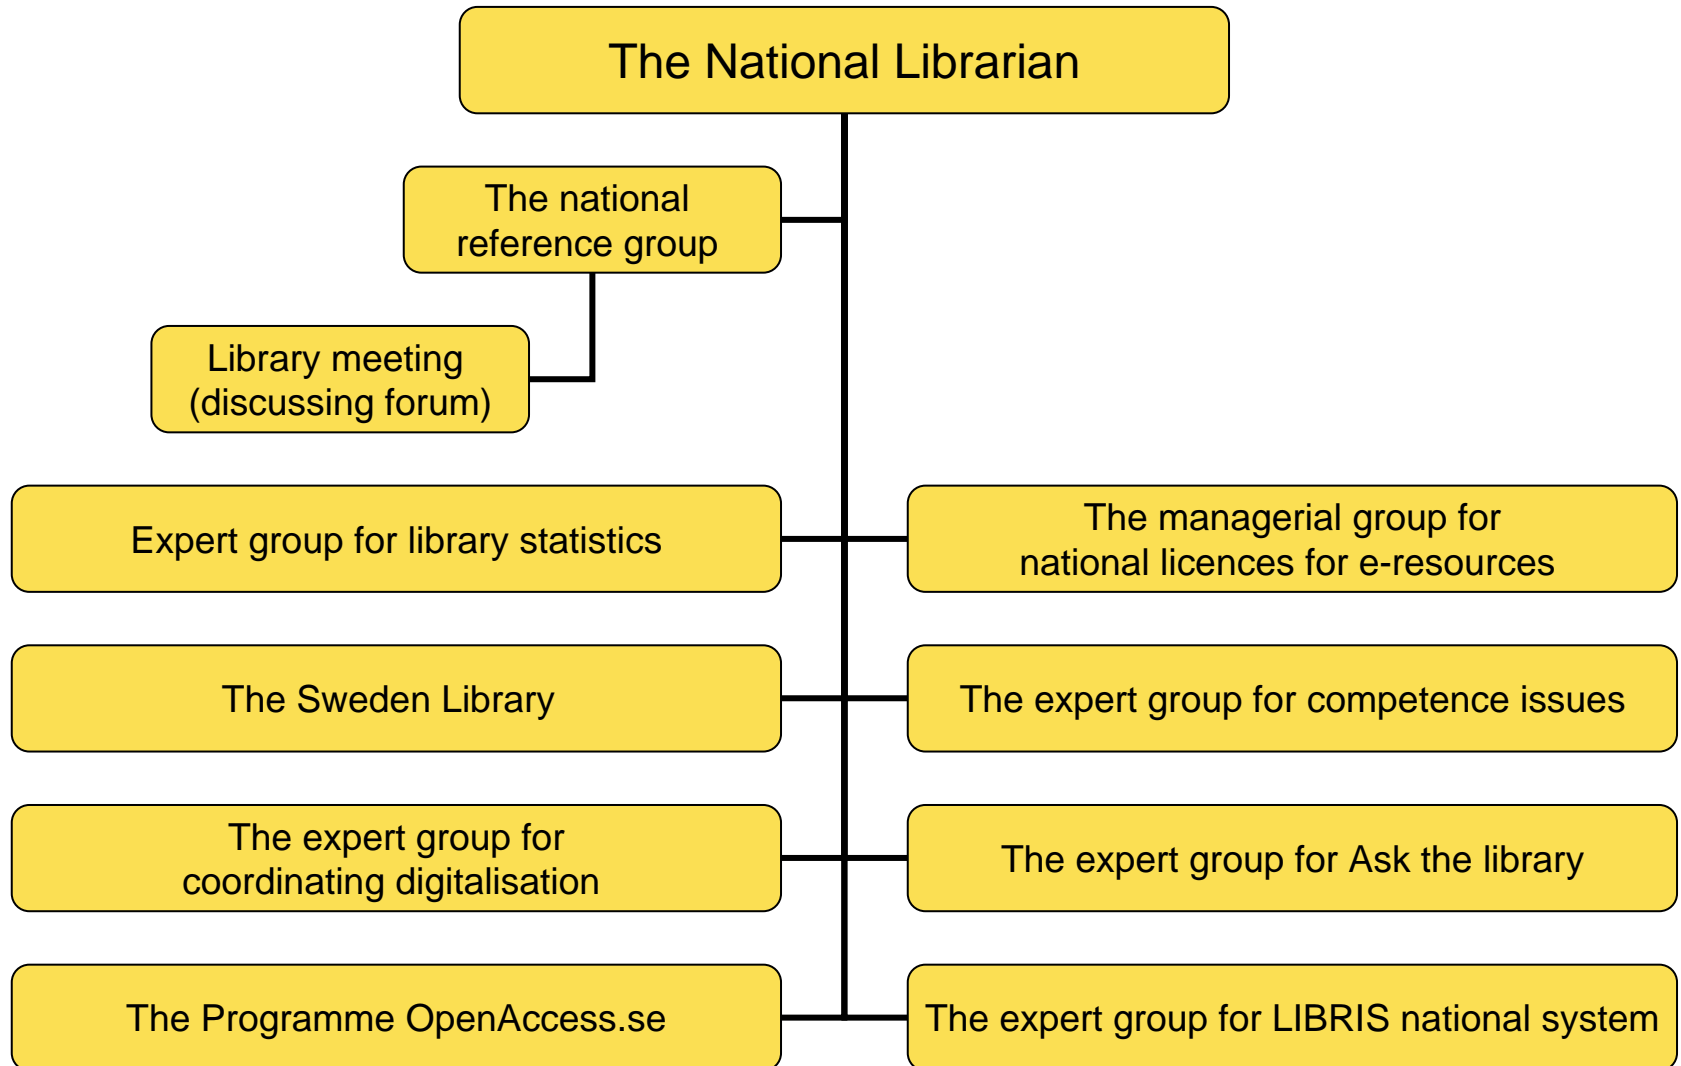 The National Librarian
The national
reference group
Library meeting
(discussing forum)
Expert group for library statistics
The managerial group for
national licences for e-resources
The Sweden Library
The expert group for competence issues
The expert group for
coordinating digitalisation
The expert group for Ask the library
The Programme OpenAccess.se
The expert group for LIBRIS national system